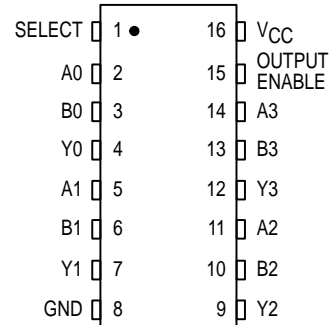 SELECT 1 16 VCC
A0 2 15 OUTPUT ENABLE
B0 3 14 A3
Y0 4 13 B3
A1 5 12 Y3
B1 6 11 A2
Y1 7 10 B2
GND 8 9 Y2